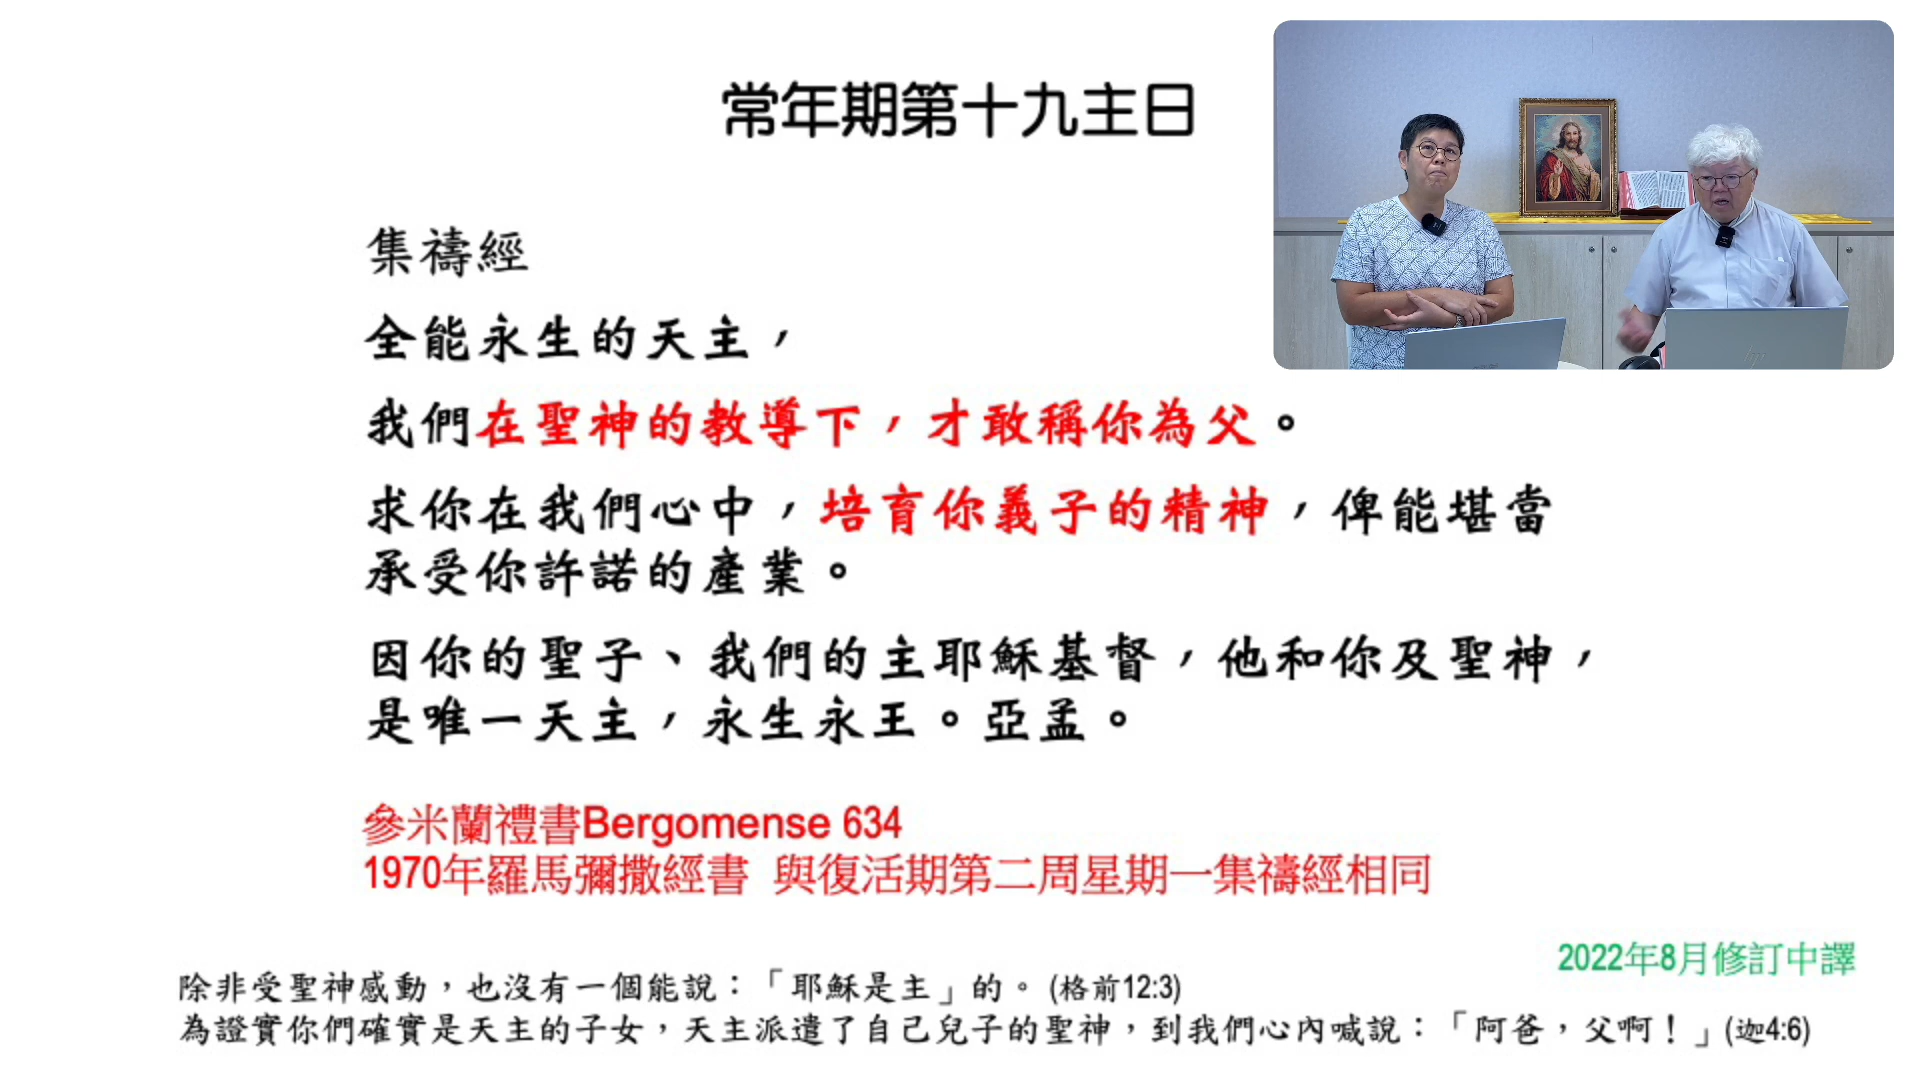 常年期第十九主日
集禱經
全能永生的天主，
我們在聖神的教導下，才敢稱你為父。
求你在我們心中，培育你義子的精神，俾能堪當
承受你許諾的產業。
因你的聖子、我們的主耶穌基督，他和你及聖神，
是唯一天主，永生永王。亞孟。
參米蘭禮書Bergomense 634
1970年羅馬彌撒經書 與復活期第二周星期一集禱經相同
2022年8月修訂中譯
除非受聖神感動，也沒有一個能說：「耶穌是主」的。 (格前12:3)
為證實你們確實是天主的子女，天主派遣了自己兒子的聖神，到我們心內喊說：「阿爸，父啊！」(迦4:6)